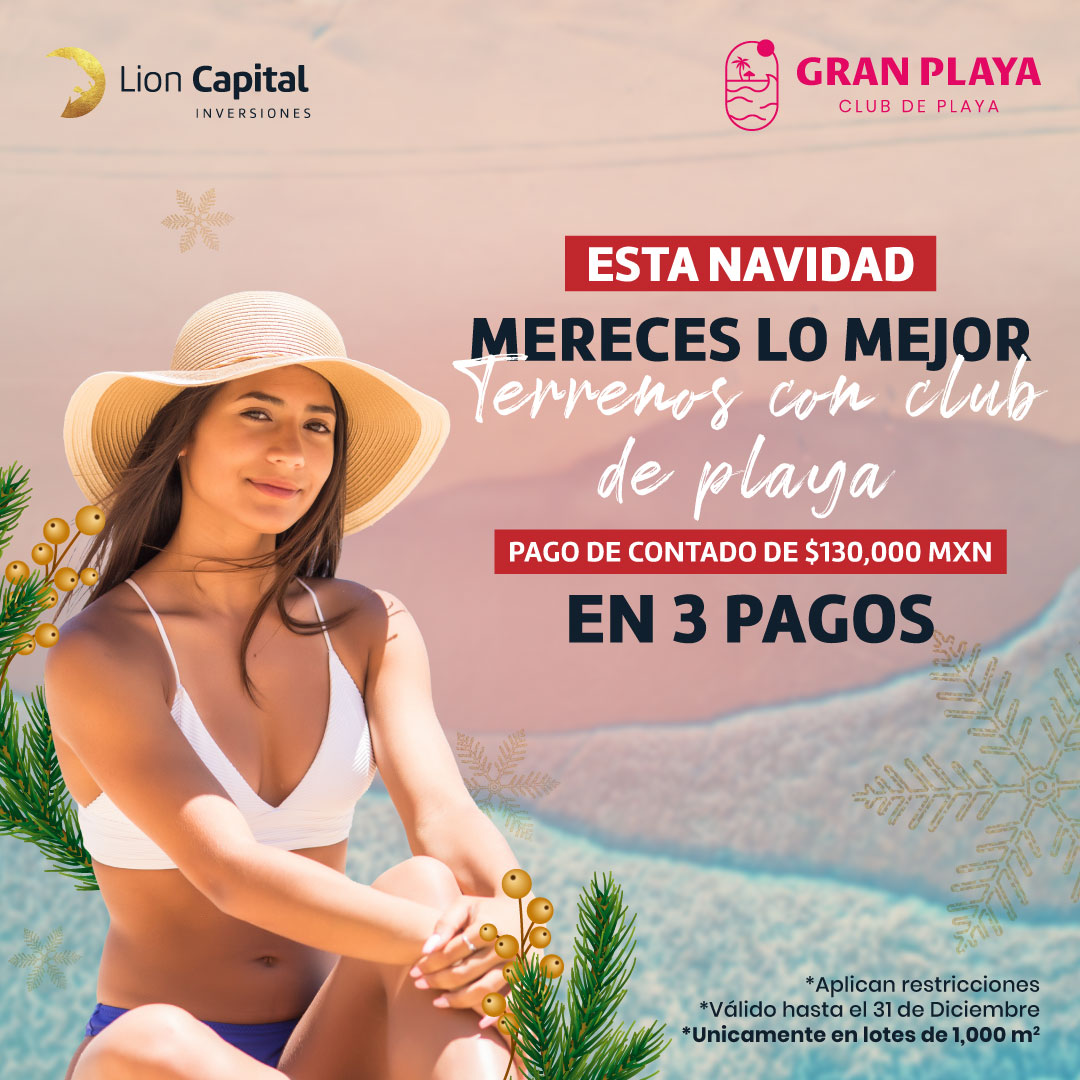 Lion Capital
INVERSIONES
GRAN PLAYA
CLUB DE PLAYA
ESTA NAVIDAD
MERECES LO MEJOR
Terrenos con club
de playa
PAGO DE CONTADO DE $130,000 MXN
EN 3 PAGOS
*Aplican restricciones
*Válido hasta el 31 de Diciembre
*Unicamente en lotes de 1,000 m²